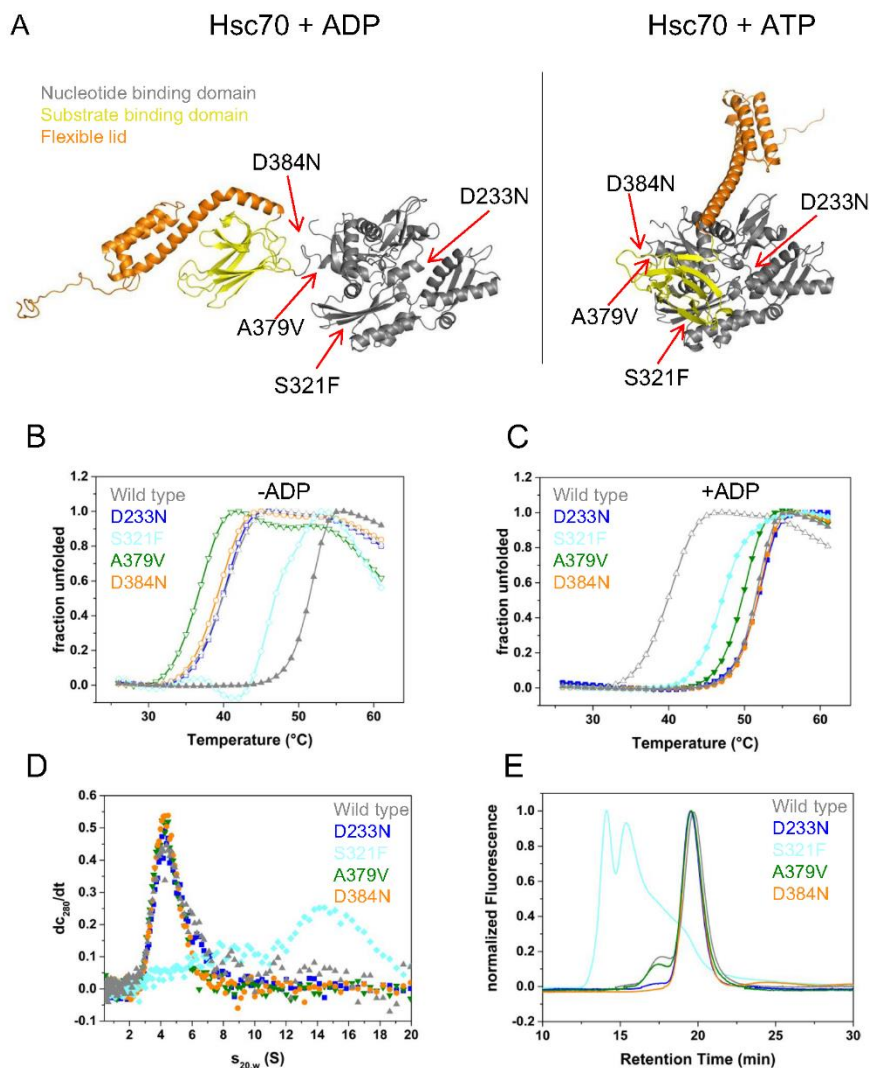 A
Hsc70 + ADP
Hsc70 + ATP
Nucleotide binding domain
Substrate binding domain
Flexible lid
D384N
D233N
A379V
S321F
D384N
D233N
A379V
S321F
B
-ADP
Wild type
D233N
S321F
A379V
D384N
fraction unfolded
1.0
0.8
0.6
0.4
0.2
0.0
30 40 50 60
Temperature (°C)
C
+ADP
Wild type
D233N
S321F
A379V
D384N
fraction unfolded
1.0
0.8
0.6
0.4
0.2
0.0
30 40 50 60
Temperature (°C)
D
Wild type
D233N
S321F
A379V
D384N
dc280/dt
0.6
0.5
0.4
0.3
0.2
0.1
0.0
-0.1
2 4 6 8 10 12 14 16 18 20
s20,w (S)
E
Wild type
D233N
S321F
A379V
D384N
normalized Fluorescence
1.0
0.8
0.6
0.4
0.2
0.0
-0.2
10 15 20 25 30
Retention Time (min)